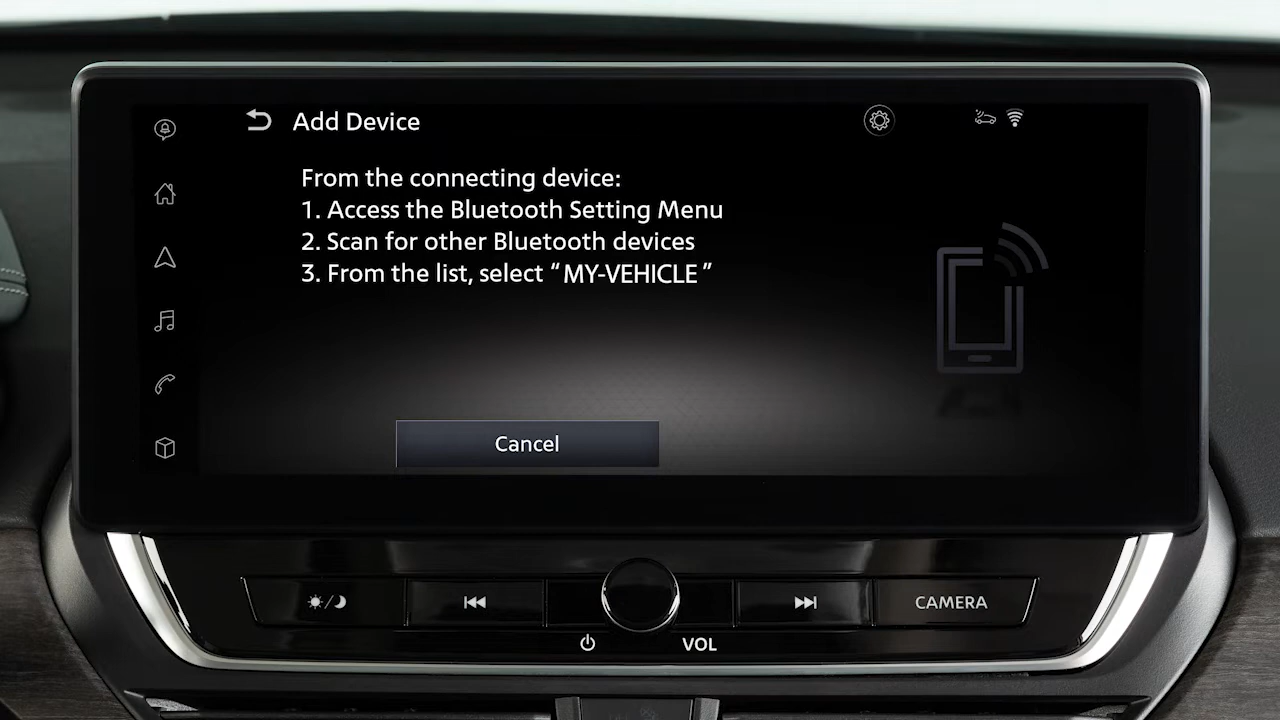 Add Device
From the connecting device:
1. Access the Bluetooth Setting Menu
2. Scan for other Bluetooth devices
3. From the list, select “MY-VEHICLE”
Cancel
CAMERA
VOL